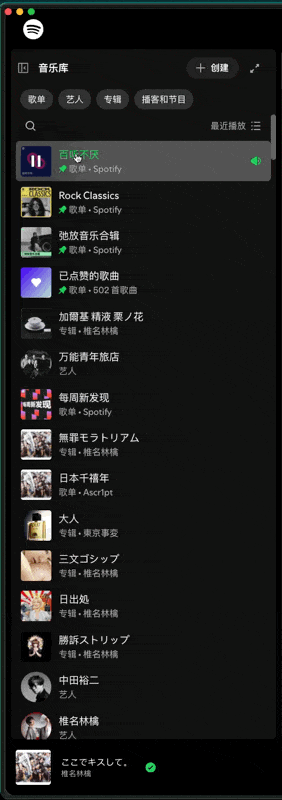 音乐库
创建
歌单
艺人
专辑
播客和节目
最近播放
百听不厌
歌单 • Spotify
Rock Classics
歌单 • Spotify
弛放音乐合辑
歌单 • Spotify
已点赞的歌曲
歌单 • 502 首歌曲
加爾基 精液 栗ノ花
专辑 • 椎名林檎
万能青年旅店
艺人
每周新发现
歌单 • Spotify
無罪モラトリアム
专辑 • 椎名林檎
日本千禧年
歌单 • Ascr1pt
大人
专辑 • 東京事変
三文ゴシップ
专辑 • 椎名林檎
日出処
专辑 • 椎名林檎
勝訴ストリップ
专辑 • 椎名林檎
中田裕二
艺人
椎名林檎
艺人
ここでキスして。
椎名林檎